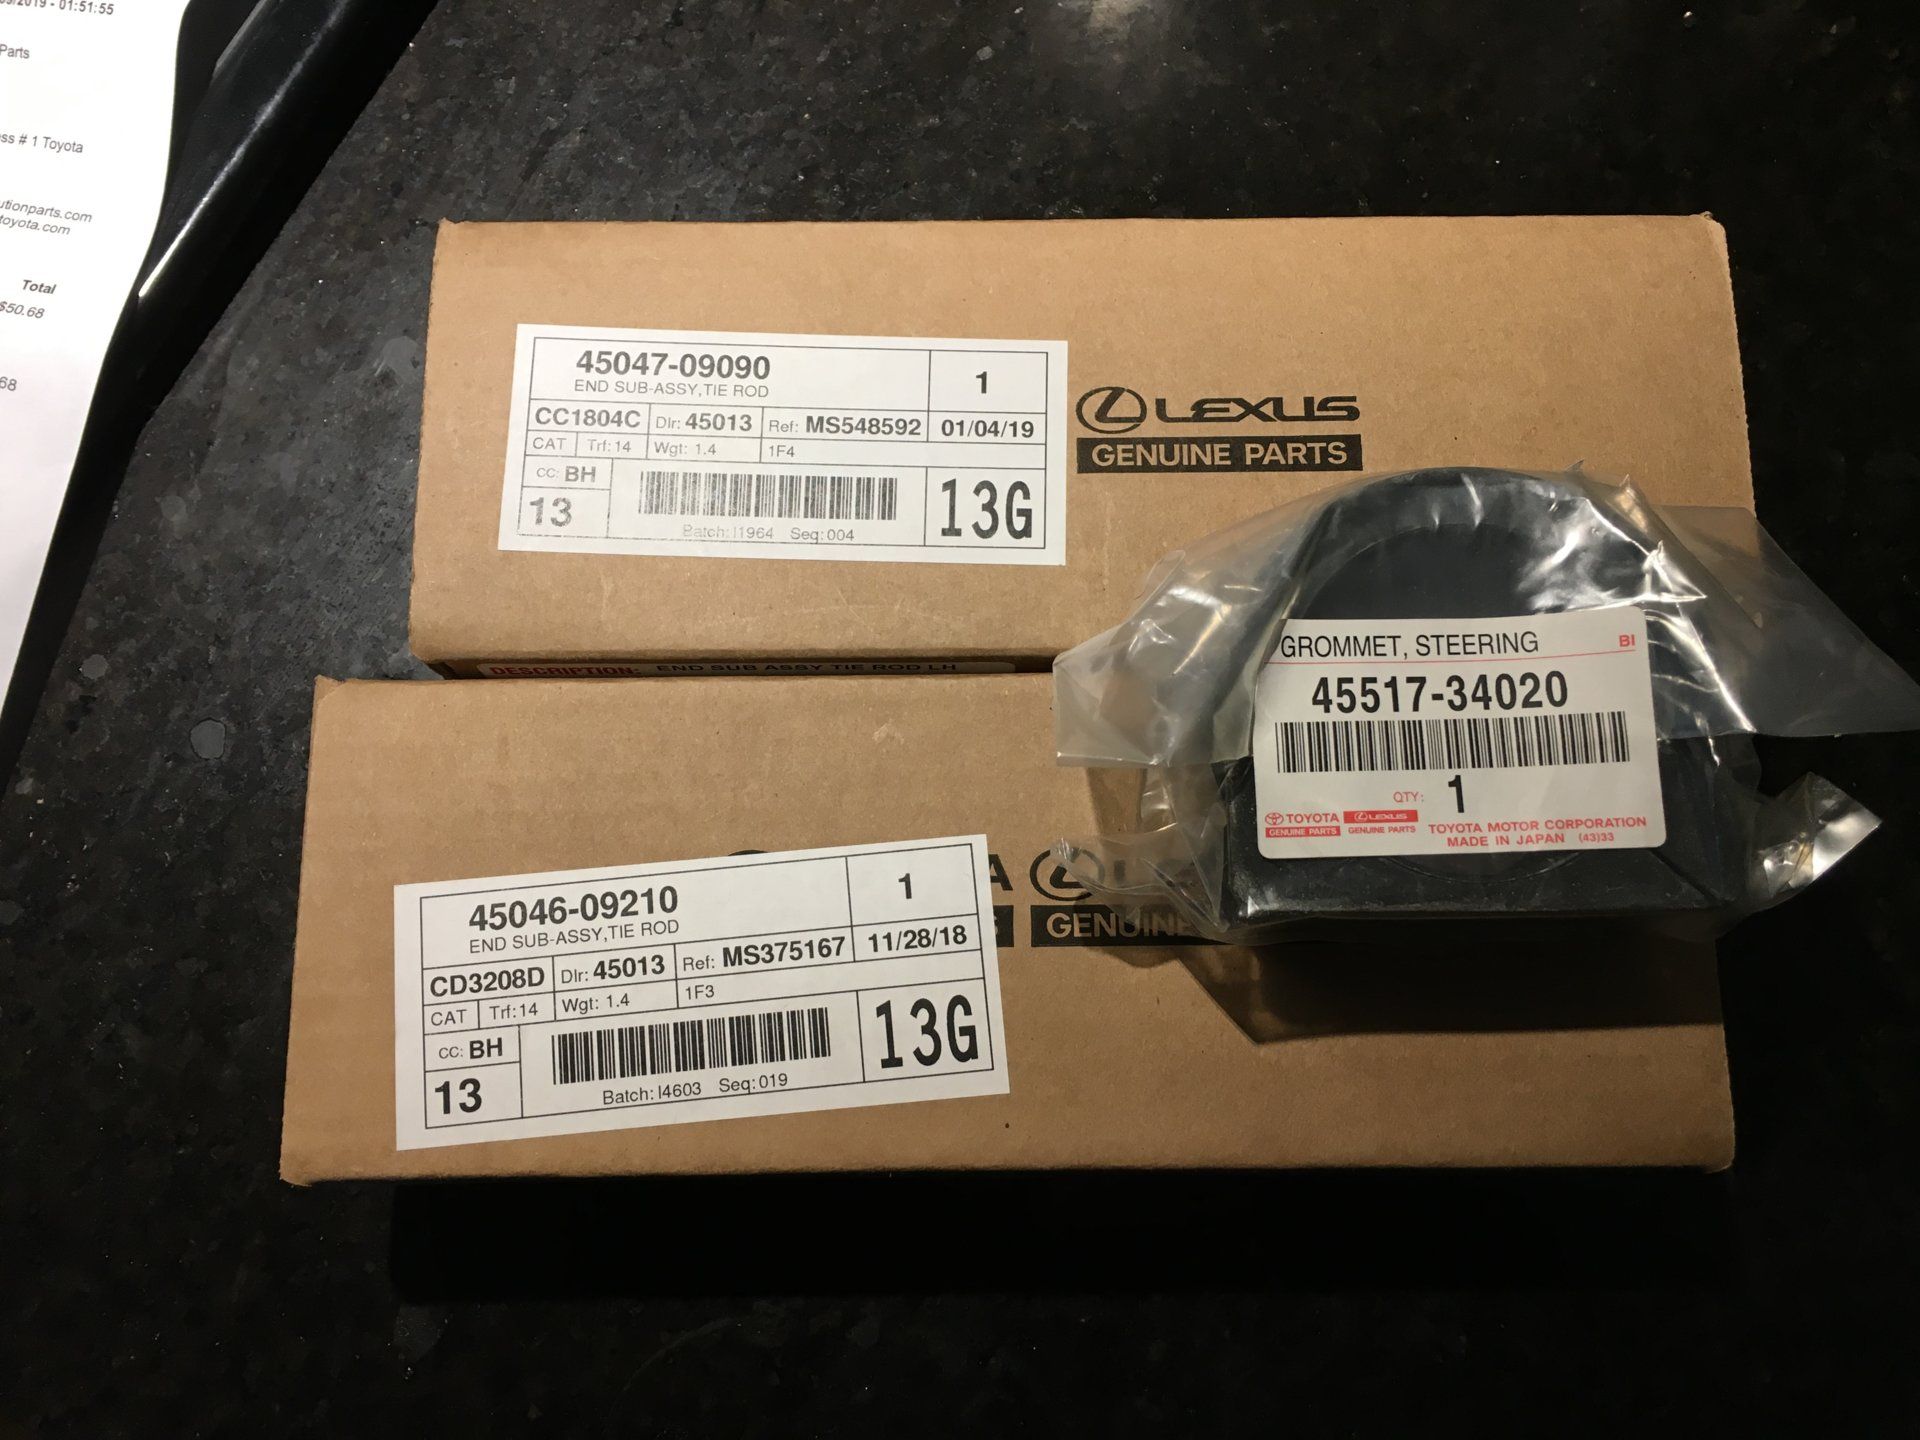 2019 - 01:51:55
Parts
# 1 Toyota
utionparts.com
toyota.com
Total
$50.68
68
45047-09090
END SUB-ASSY,TIE ROD
1
CC1804C Dlr: 45013 Ref: MS548592 01/04/19
CAT Trf: 14 Wgt: 1.4 1F4
CC: BH
13
Batch: I1964 Seq: 004
13G
LEXUS
GENUINE PARTS
DESCRIPTION: END SUB ASSY TIE ROD LH
GROMMET, STEERING BI
45517-34020
QTY: 1
TOYOTA LEXUS
GENUINE PARTS GENUINE PARTS
TOYOTA MOTOR CORPORATION
MADE IN JAPAN (43)33
A L
S GENUINE
45046-09210
END SUB-ASSY,TIE ROD
1
CD3208D Dlr: 45013 Ref: MS375167 11/28/18
CAT Trf: 14 Wgt: 1.4 1F3
CC: BH
13
Batch: I4603 Seq: 019
13G